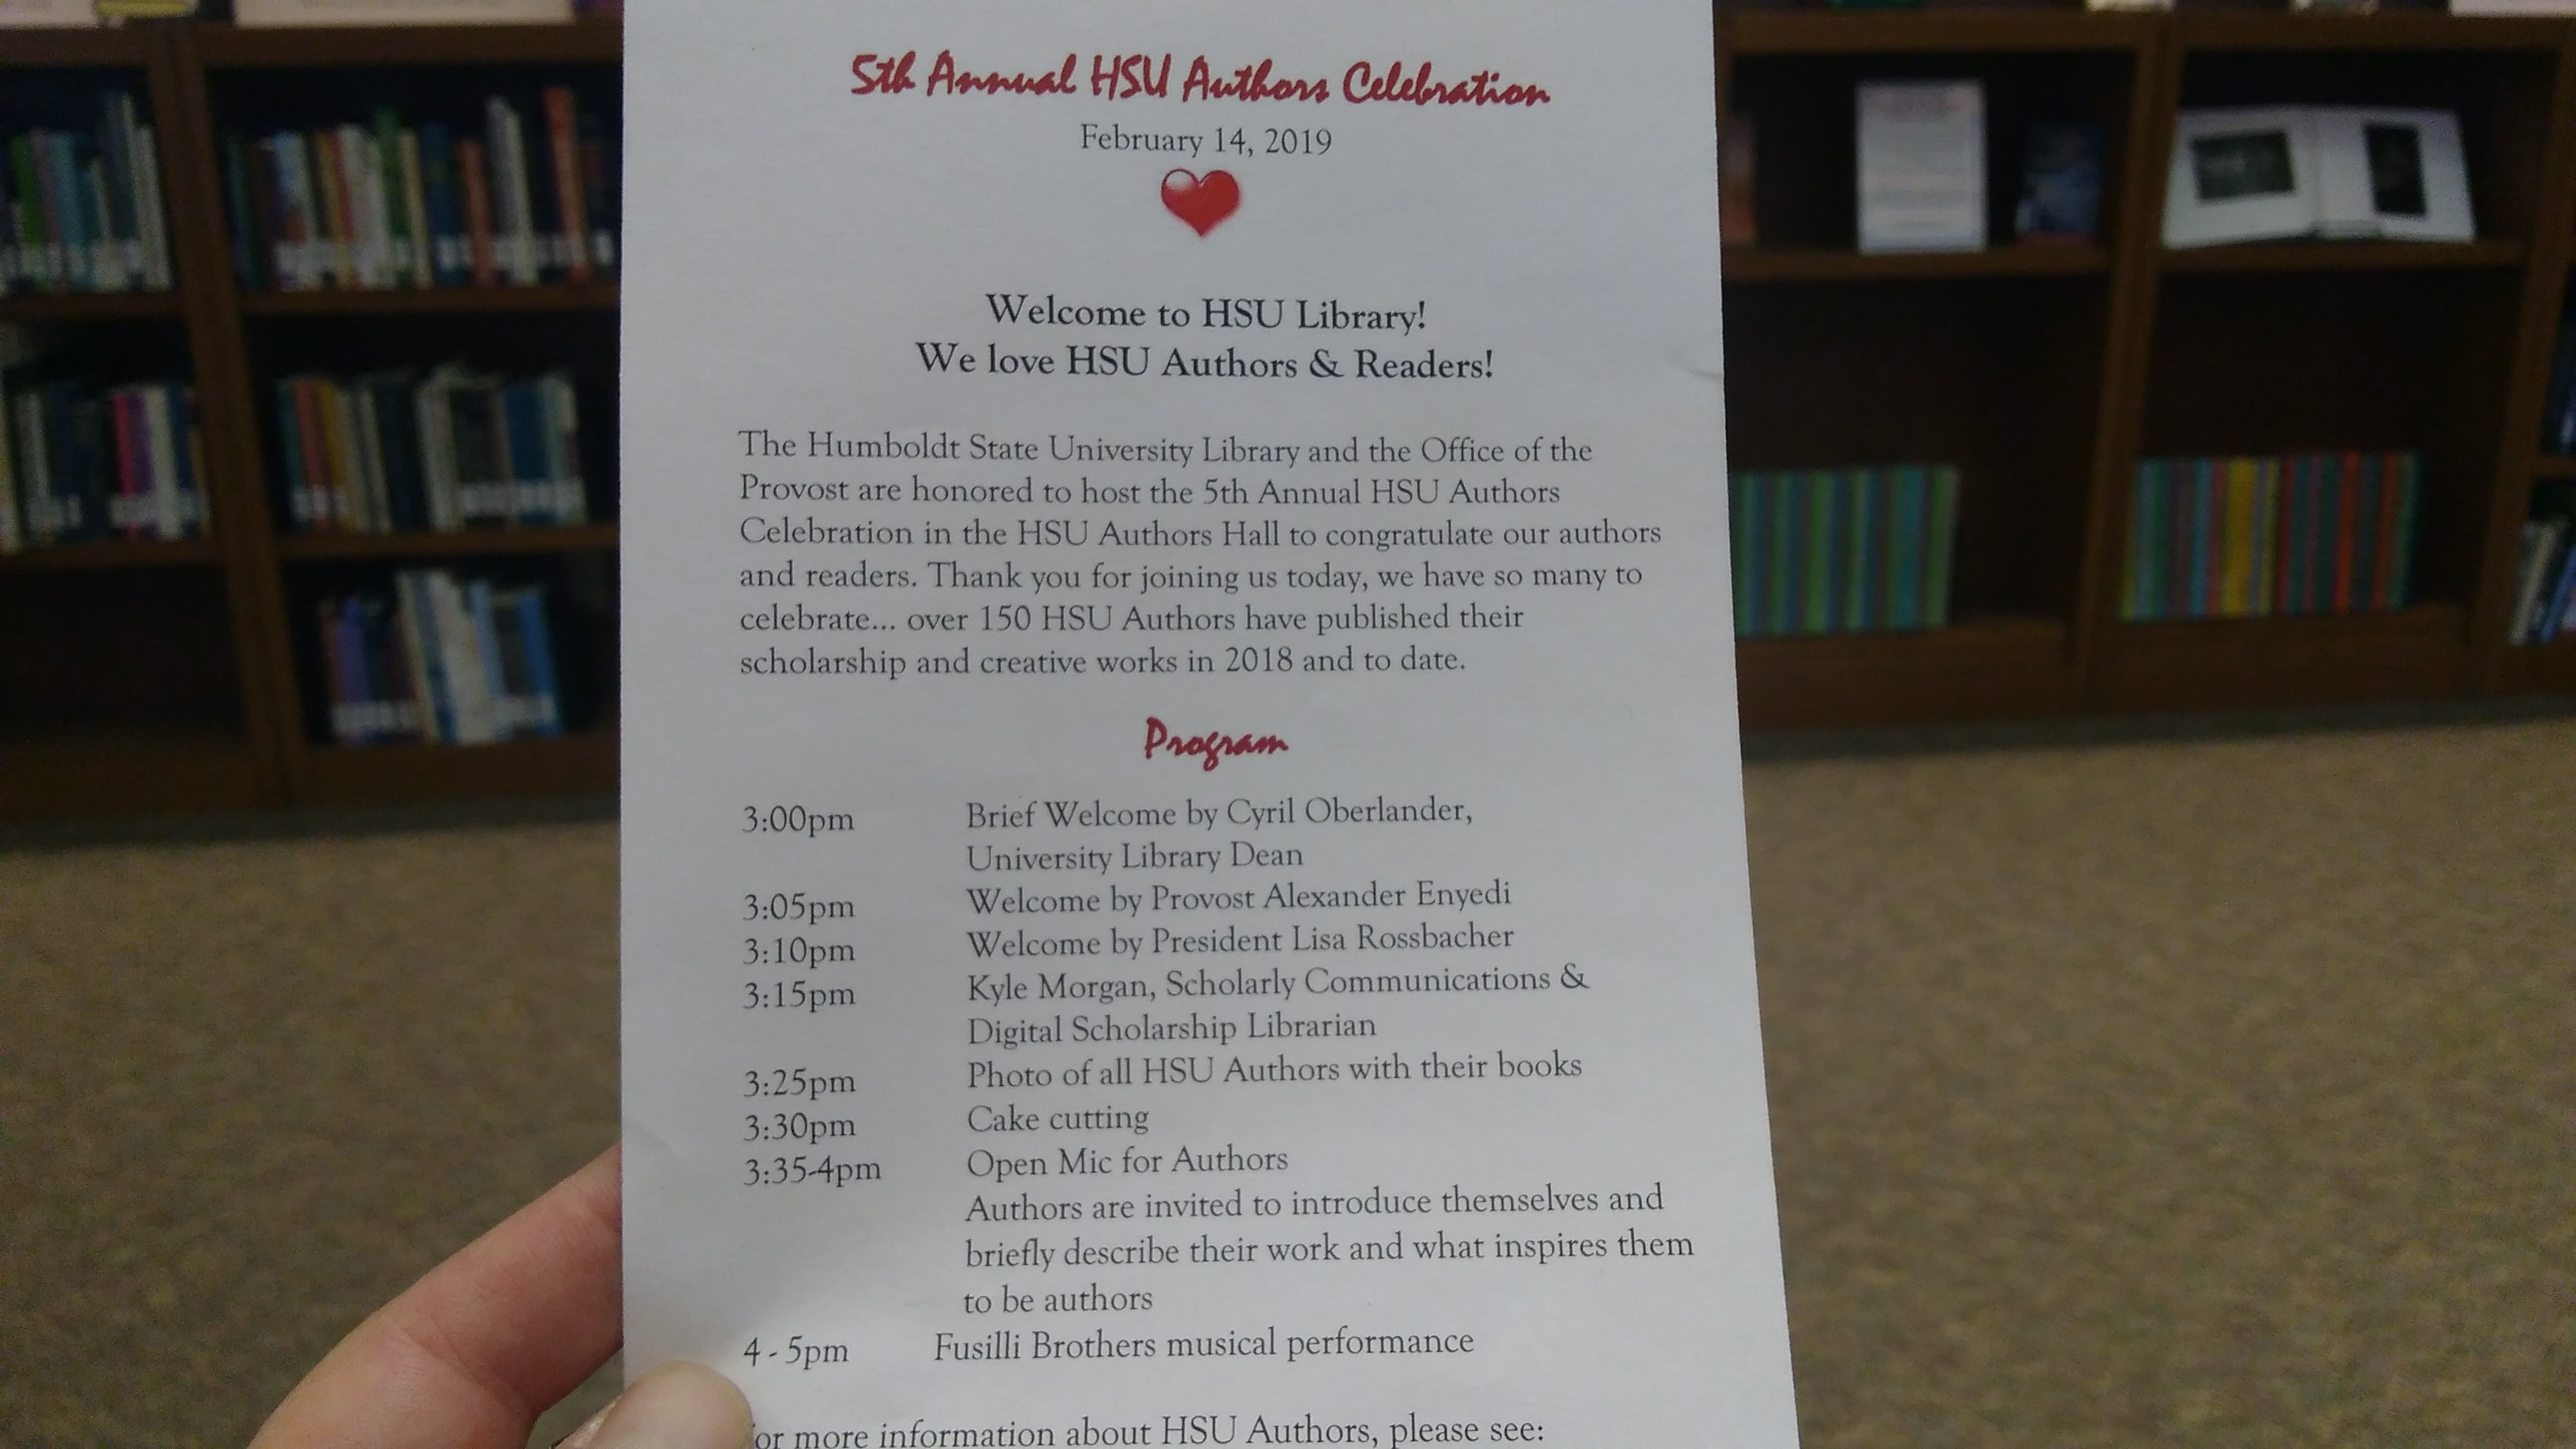 5th Annual HSU Authors Celebration
February 14, 2019
Welcome to HSU Library!
We love HSU Authors & Readers!
The Humboldt State University Library and the Office of the
Provost are honored to host the 5th Annual HSU Authors
Celebration in the HSU Authors Hall to congratulate our authors
and readers. Thank you for joining us today, we have so many to
celebrate... over 150 HSU Authors have published their
scholarship and creative works in 2018 and to date.
Program
3:00pm Brief Welcome by Cyril Oberlander,
University Library Dean
3:05pm Welcome by Provost Alexander Enyedi
3:10pm Welcome by President Lisa Rossbacher
3:15pm Kyle Morgan, Scholarly Communications &
Digital Scholarship Librarian
3:25pm Photo of all HSU Authors with their books
3:30pm Cake cutting
3:35-4pm Open Mic for Authors
Authors are invited to introduce themselves and
briefly describe their work and what inspires them
to be authors
4 - 5pm Fusilli Brothers musical performance
or more information about HSU Authors, please see: